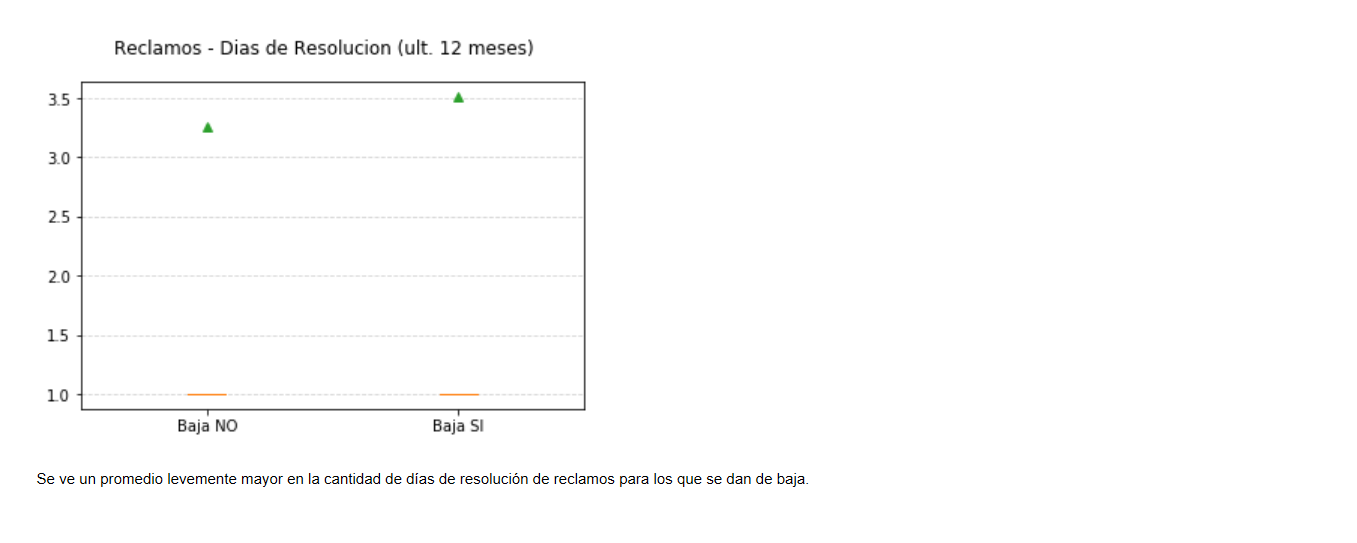 Reclamos - Dias de Resolucion (ult. 12 meses)
3.5
3.0
2.5
2.0
1.5
1.0
Baja NO Baja SI
Se ve un promedio levemente mayor en la cantidad de días de resolución de reclamos para los que se dan de baja.